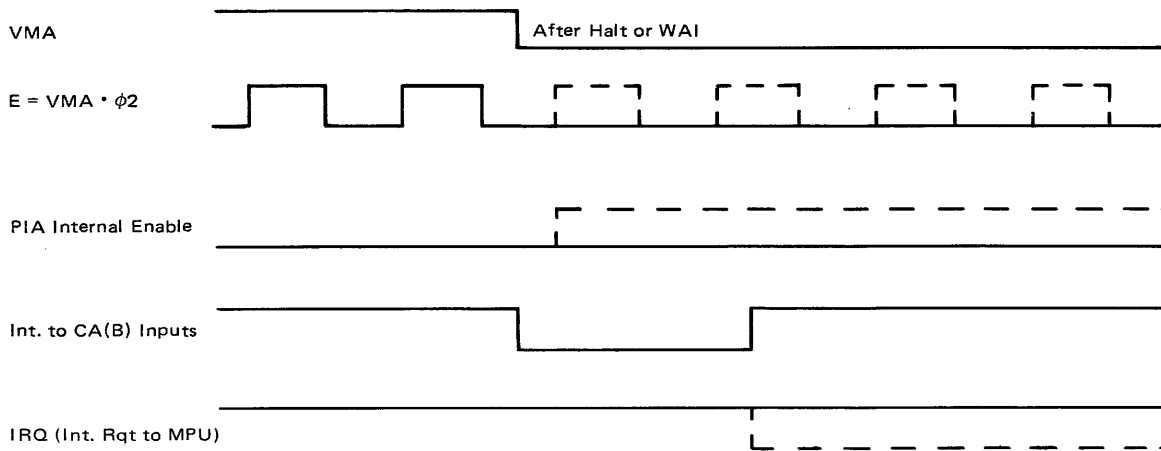 VMA
After Halt or WAI
E = VMA • ϕ2
PIA Internal Enable
Int. to CA(B) Inputs
IRQ (Int. Rqt to MPU)